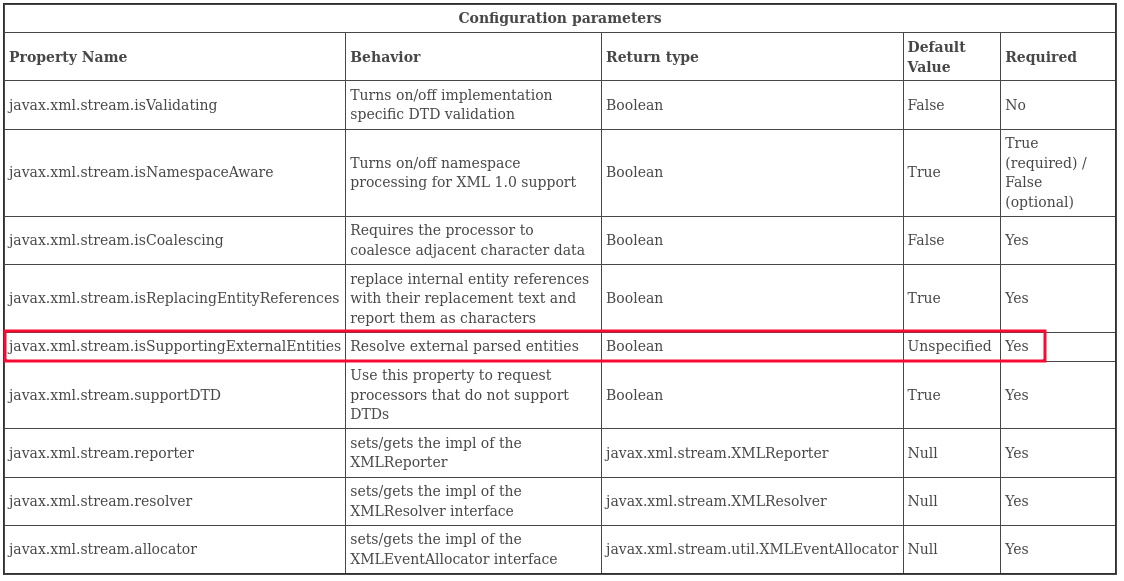 Configuration parameters
Property Name Behavior Return type Default Value Required
javax.xml.stream.isValidating Turns on/off implementation specific DTD validation Boolean False No
javax.xml.stream.isNamespaceAware Turns on/off namespace processing for XML 1.0 support Boolean True True (required) / False (optional)
javax.xml.stream.isCoalescing Requires the processor to coalesce adjacent character data Boolean False Yes
javax.xml.stream.isReplacingEntityReferences replace internal entity references with their replacement text and report them as characters Boolean True Yes
javax.xml.stream.isSupportingExternalEntities Resolve external parsed entities Boolean Unspecified Yes
javax.xml.stream.supportDTD Use this property to request processors that do not support DTDs Boolean True Yes
javax.xml.stream.reporter sets/gets the impl of the XMLReporter javax.xml.stream.XMLReporter Null Yes
javax.xml.stream.resolver sets/gets the impl of the XMLResolver interface javax.xml.stream.XMLResolver Null Yes
javax.xml.stream.allocator sets/gets the impl of the XMLEventAllocator interface javax.xml.stream.util.XMLEventAllocator Null Yes